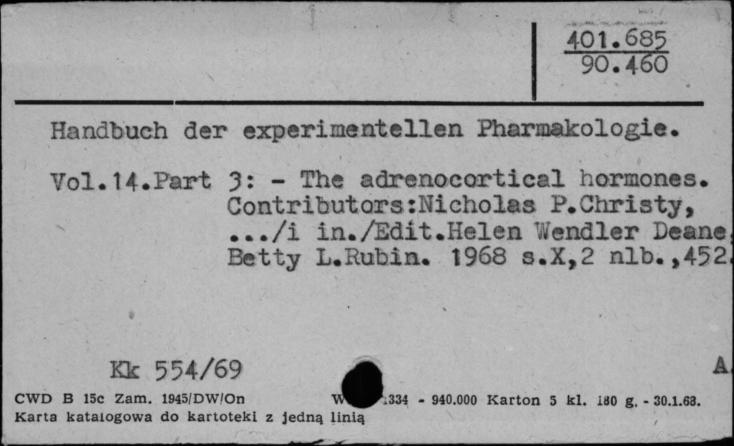 401.685
90.460
Handbuch der experimentellen Pharmakologie.
Vol.14.Part 3: - The adrenocortical hormones.
Contributors:Nicholas P.Christy,
.../i in./Edit.Helen Wendler Deane,
Betty L.Rubin. 1968 s.X,2 nlb.,452.
Kk 554/69
A.
CWD B 15c Zam. 1945/DW/On W 1334 - 940.000 Karton 5 kl. 180 g. - 30.1.68.
Karta katalogowa do kartoteki z jedną linią